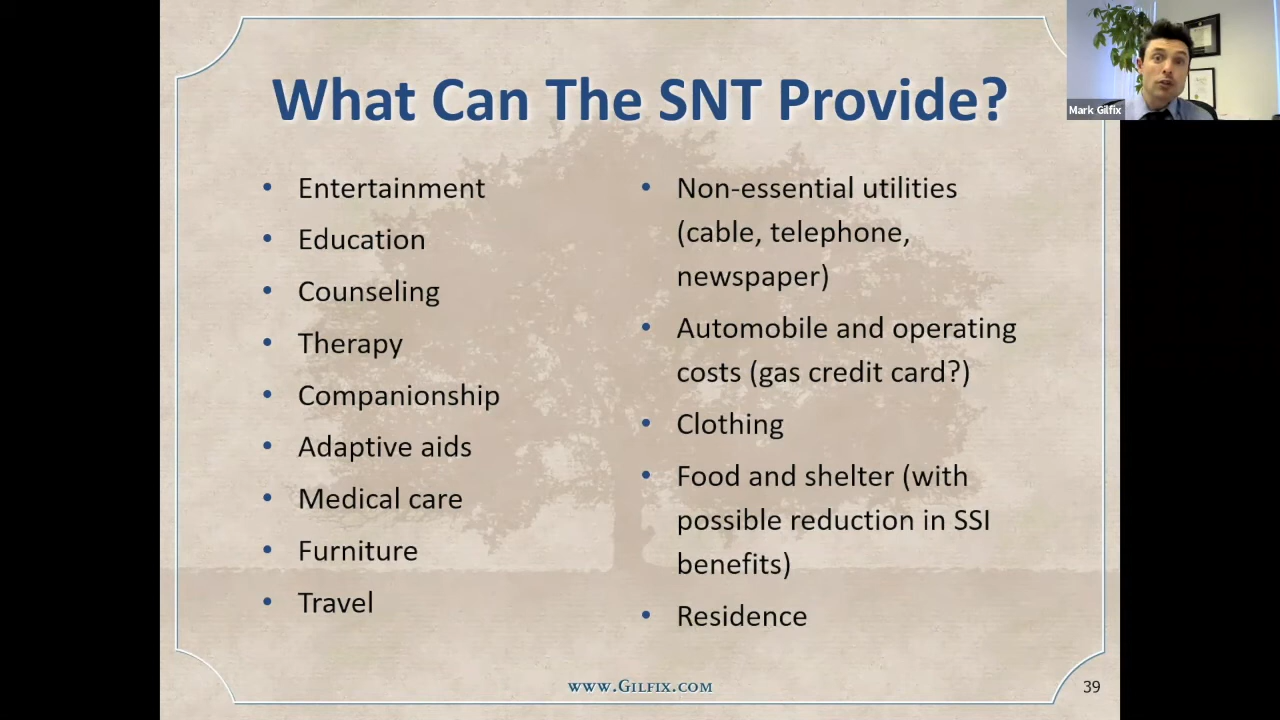 What Can The SNT Provide?
• Entertainment
• Education
• Counseling
• Therapy
• Companionship
• Adaptive aids
• Medical care
• Furniture
• Travel
• Non-essential utilities
(cable, telephone,
newspaper)
• Automobile and operating
costs (gas credit card?)
• Clothing
• Food and shelter (with
possible reduction in SSI
benefits)
• Residence
www.Gilfix.com
39
Mark Gilfix